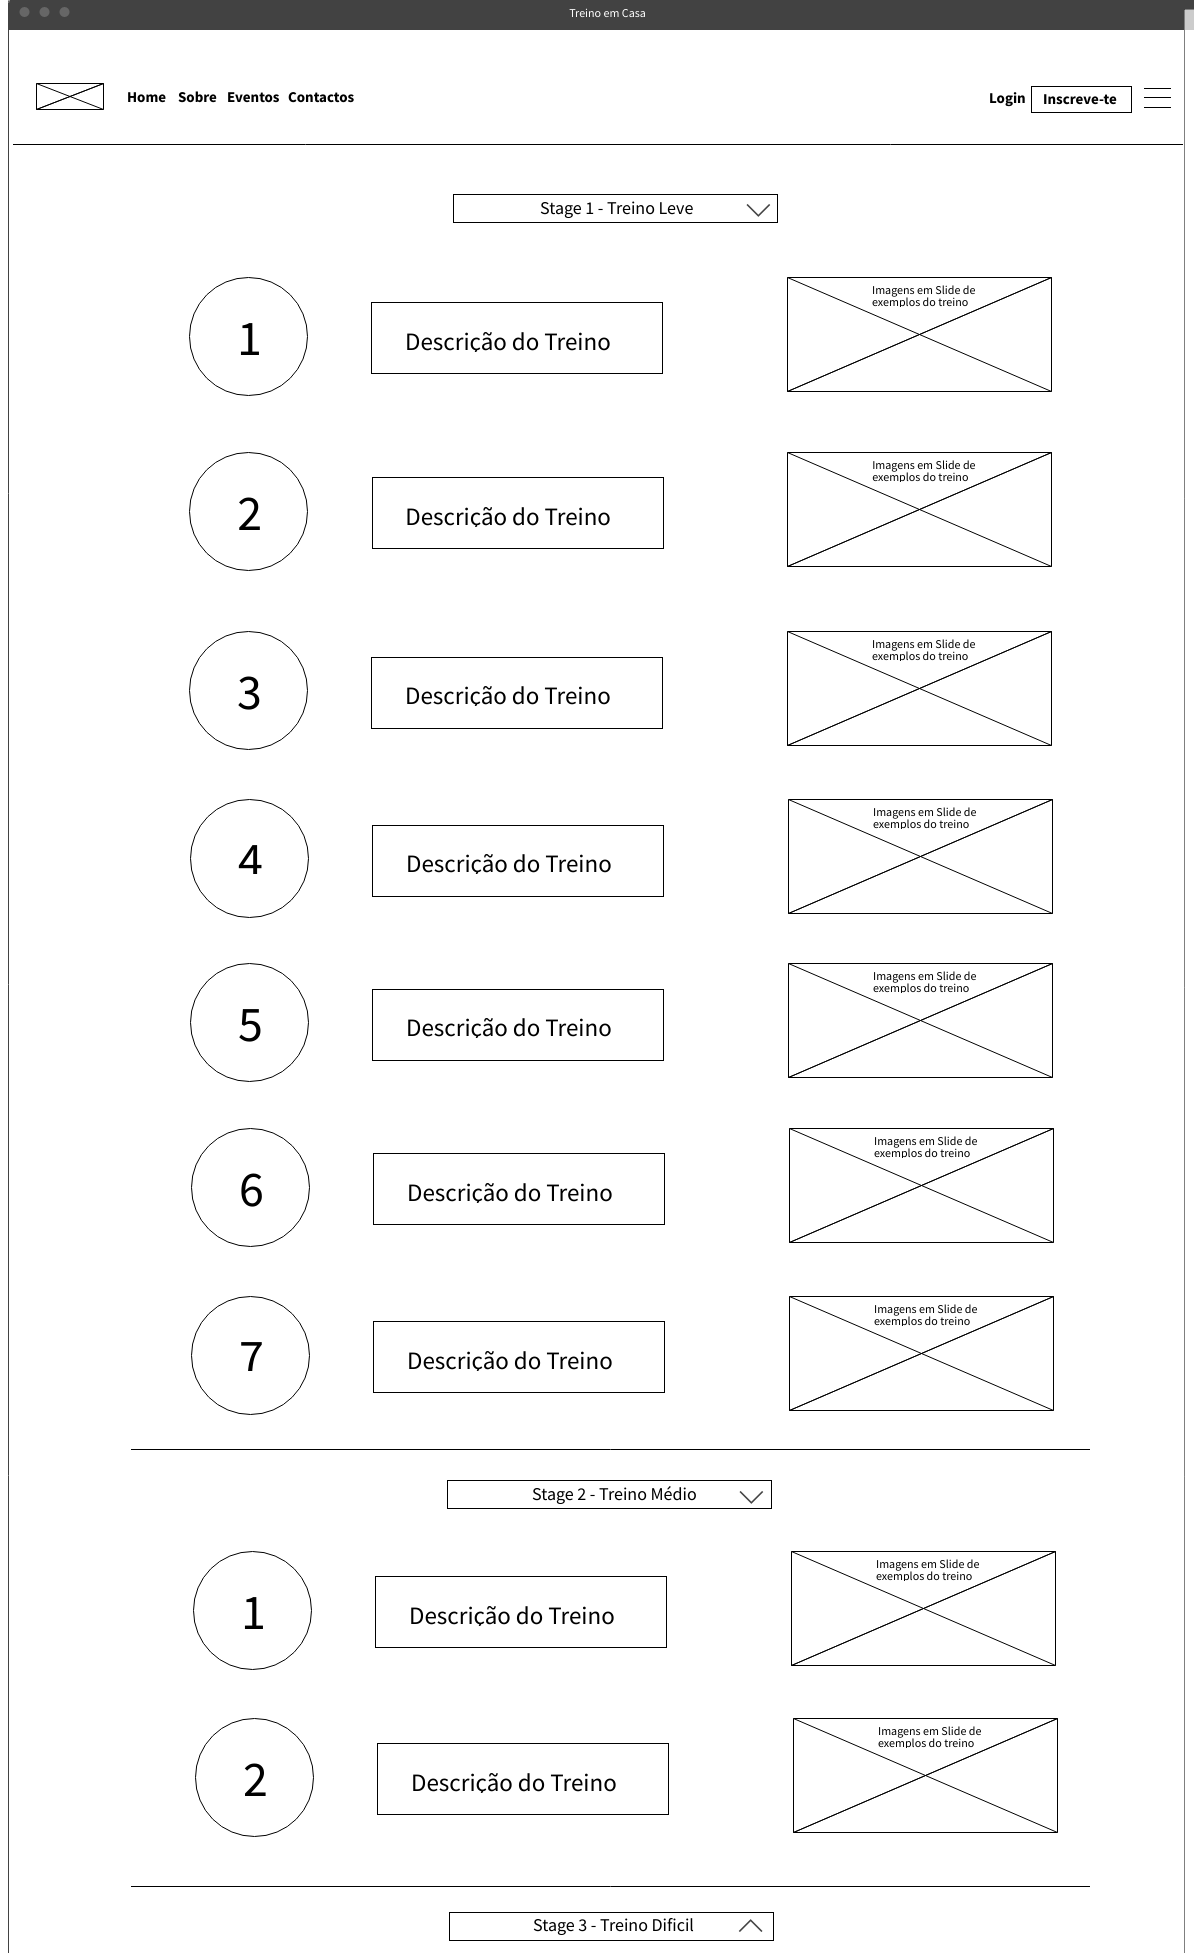 Treino em Casa
Home Sobre Eventos Contactos Login Inscreve-te
Stage 1 - Treino Leve
1
Descrição do Treino
Imagens em Slide de
exemplos do treino
2
Descrição do Treino
Imagens em Slide de
exemplos do treino
3
Descrição do Treino
Imagens em Slide de
exemplos do treino
4
Descrição do Treino
Imagens em Slide de
exemplos do treino
5
Descrição do Treino
Imagens em Slide de
exemplos do treino
6
Descrição do Treino
Imagens em Slide de
exemplos do treino
7
Descrição do Treino
Imagens em Slide de
exemplos do treino
Stage 2 - Treino Médio
1
Descrição do Treino
Imagens em Slide de
exemplos do treino
2
Descrição do Treino
Imagens em Slide de
exemplos do treino
Stage 3 - Treino Dificil